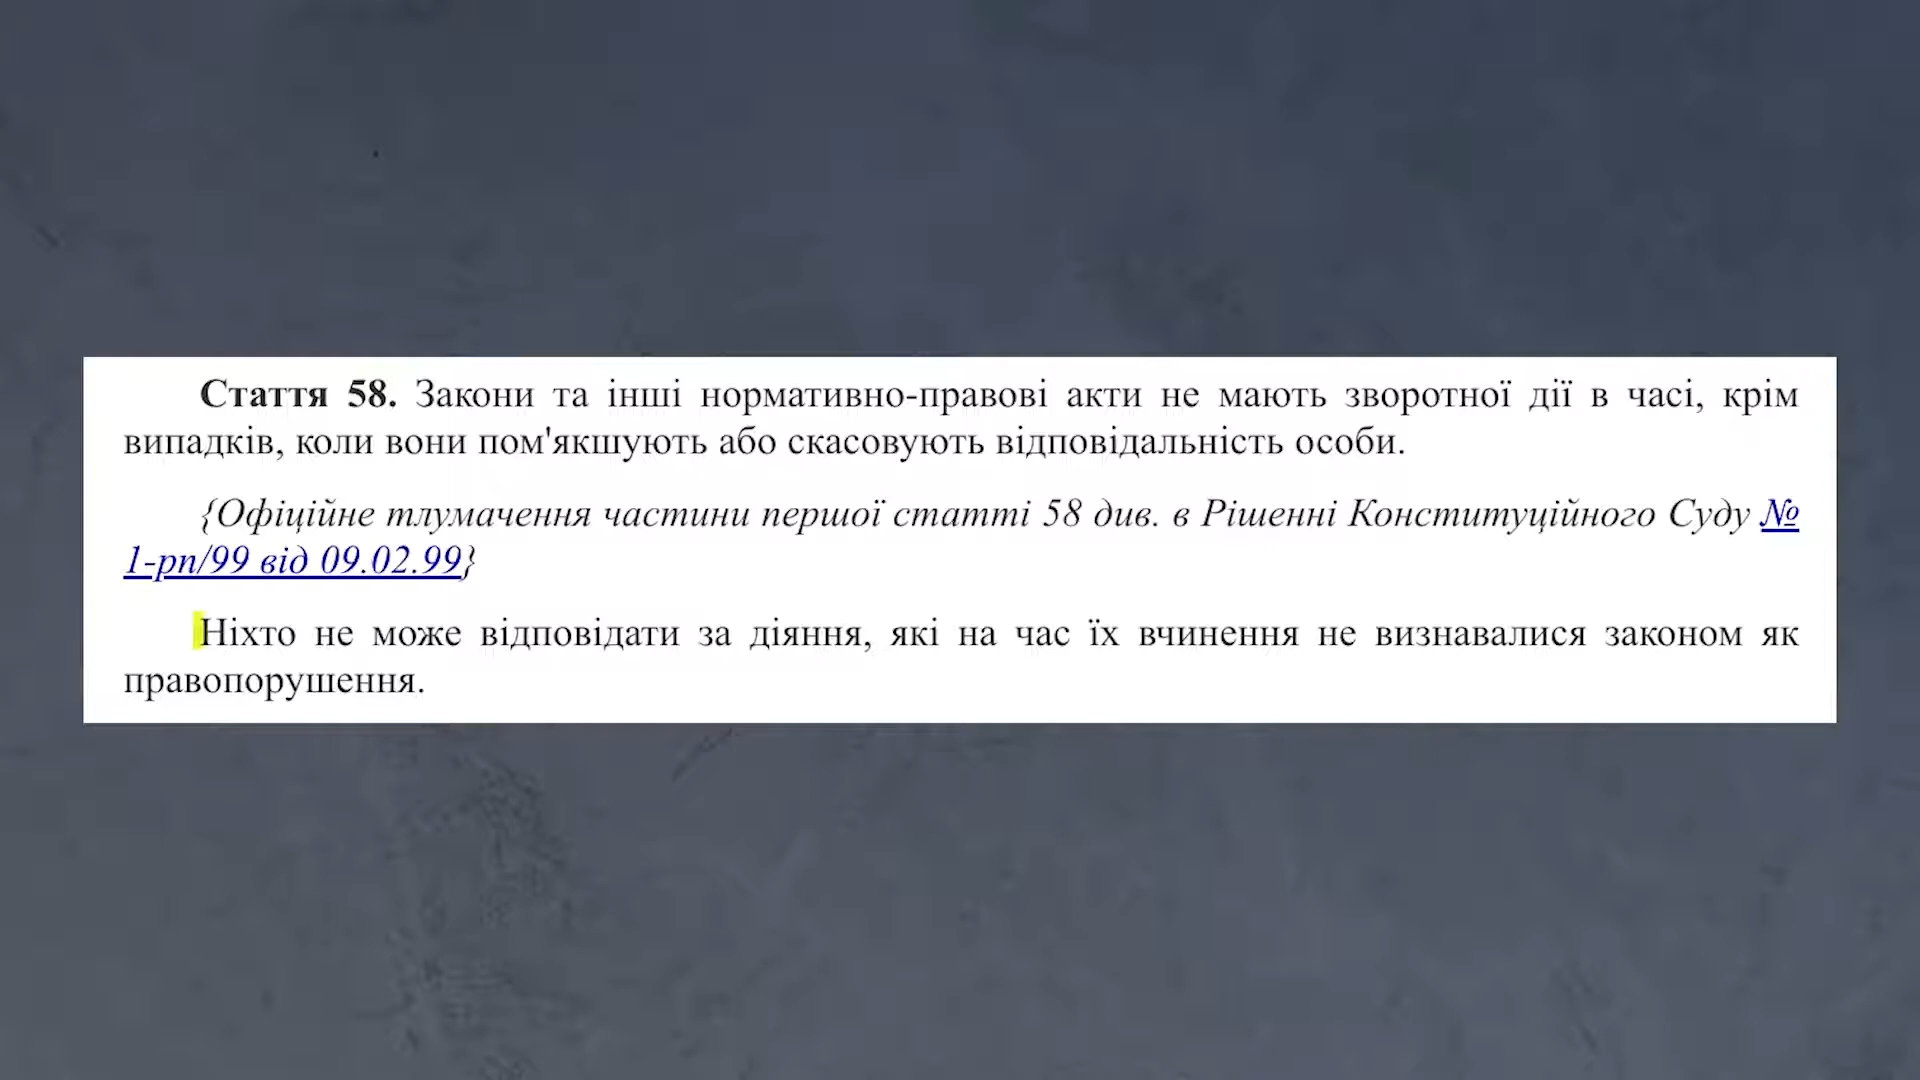 Стаття 58. Закони та інші нормативно-правові акти не мають зворотної дії в часі, крім
випадків, коли вони пом'якшують або скасовують відповідальність особи.
{Офіційне тлумачення частини першої статті 58 див. в Рішенні Конституційного Суду №
1-рп/99 від 09.02.99}
Ніхто не може відповідати за діяння, які на час їх вчинення не визнавалися законом як
правопорушення.